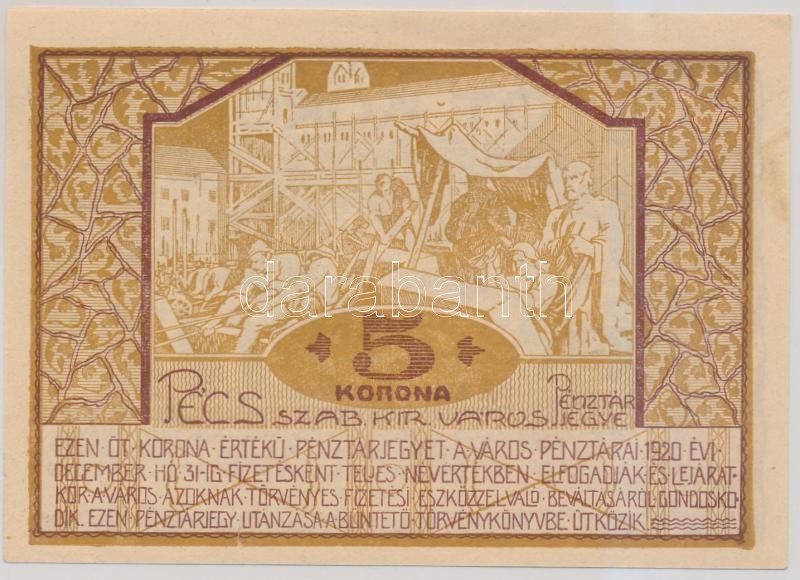 darabanth
5
KORONA
PÉCS SZAB. KIR. VÁROS PÉNZTÁR
JEGYE
EZEN · ÖT · KORONA · ÉRTÉKŰ · PÉNZTÁRJEGYET · A · VÁROS · PÉNZTÁRAI · 1920 · ÉVI ·
DECEMBER · HÓ · 31-IG · FIZETÉSKÉNT · TELJES · NÉVÉRTÉKBEN · ELFOGADJÁK · ÉS · LEJÁRAT-
KOR · A · VÁROS · AZOKNAK · TÖRVÉNYES · FIZETÉSI · ESZKÖZZEL VALÓ · BEVÁLTÁSÁRÓL · GONDOSKO-
DIK. EZEN PÉNZTÁRJEGY · UTÁNZÁSA · A · BÜNTETŐ · TÖRVÉNYKÖNYVBE · ÜTKÖZIK.